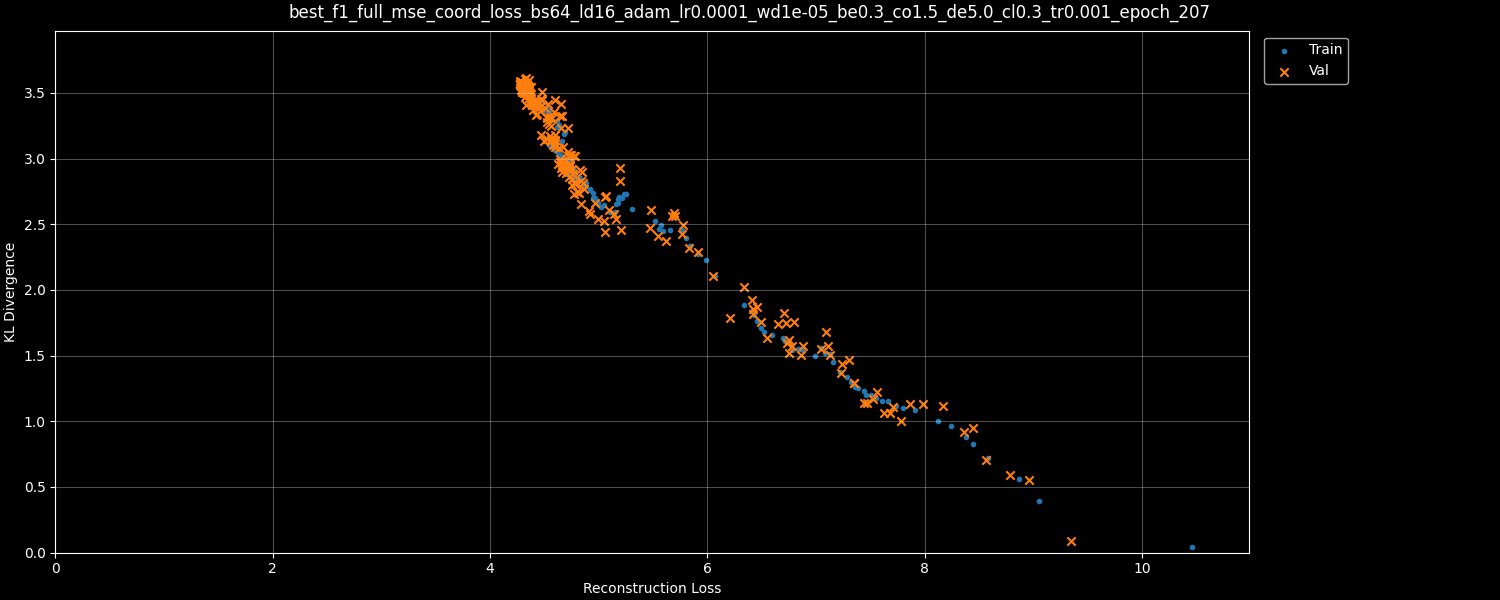 best_f1_full_mse_coord_loss_bs64_ld16_adam_lr0.0001_wd1e-05_be0.3_co1.5_de5.0_cl0.3_tr0.001_epoch_207
Train
Val
KL Divergence
3.5
3.0
2.5
2.0
1.5
1.0
0.5
0.0
0
2
4
6
8
10
Reconstruction Loss